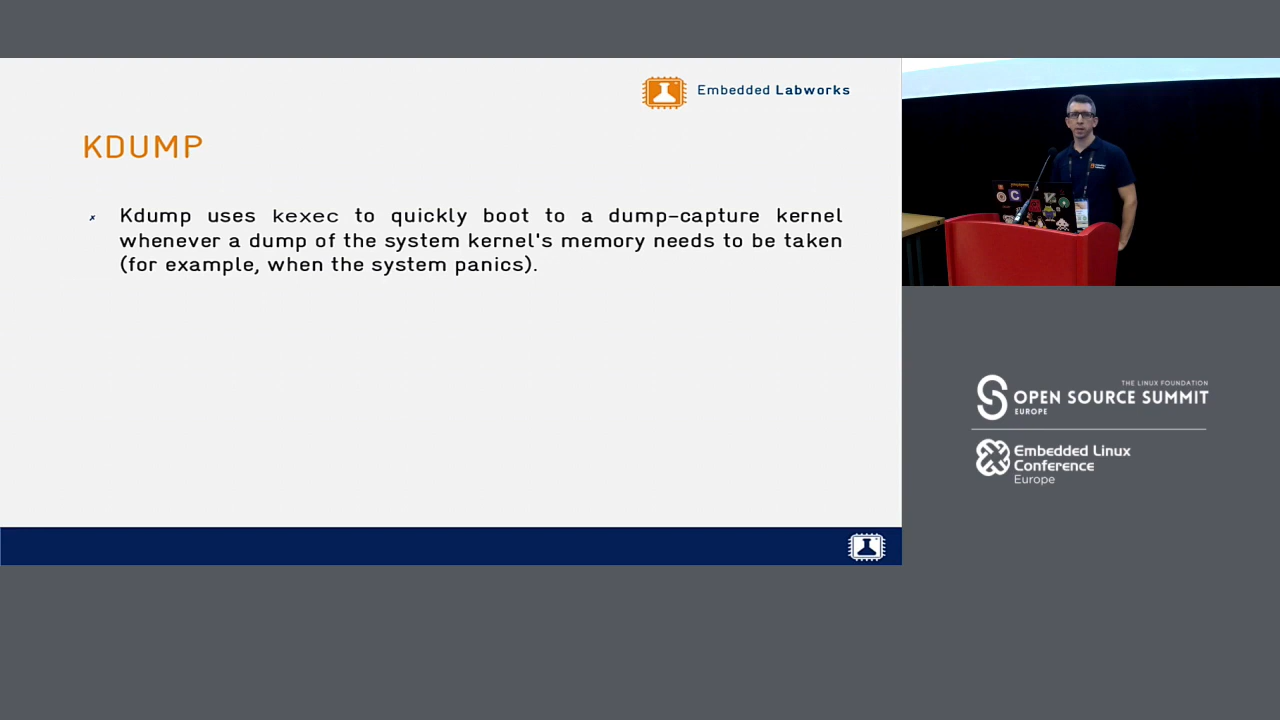 Embedded Labworks
KDUMP
Kdump uses kexec to quickly boot to a dump-capture kernel
whenever a dump of the system kernel's memory needs to be taken
(for example, when the system panics).
THE LINUX FOUNDATION
OPEN SOURCE SUMMIT
EUROPE
Embedded Linux
Conference
Europe